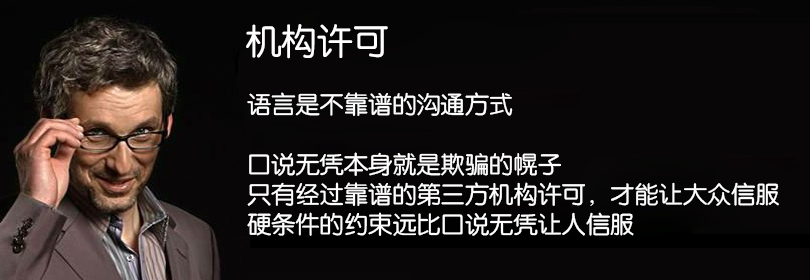 机构许可
语言是不靠谱的沟通方式
口说无凭本身就是欺骗的幌子
只有经过靠谱的第三方机构许可，才能让大众信服
硬条件的约束远比口说无凭让人信服